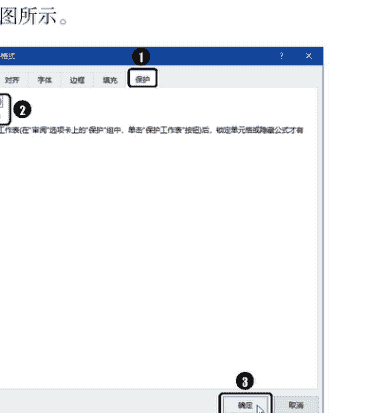 图所示。
格式
? ×
对齐 字体 边框 填充 保护
1
2
工作表(在"审阅"选项卡上的"保护"组中，单击"保护工作表"按钮)后，锁定单元格或隐藏公式才有
3
确定 取消